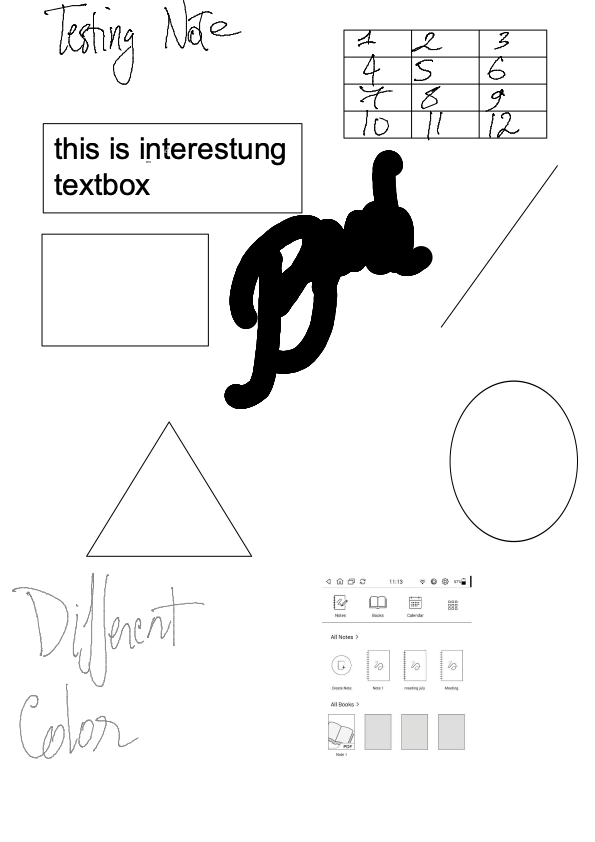 Testing Note
1 2 3
4 5 6
7 8 9
10 11 12
this is interestung
textbox
Different
Color
11:13
Notes Books Calendar
All Notes >
Create Note Note 1 meeting july Meeting
All Books >
PDF
Note 1